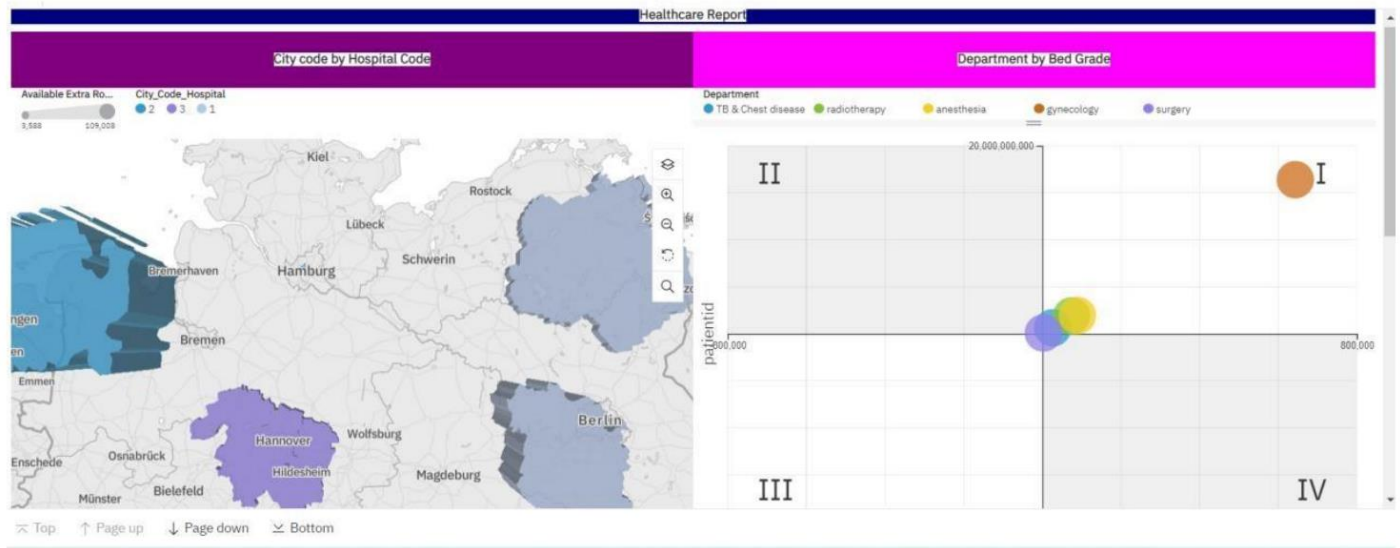 Healthcare Report
City code by Hospital Code
Department by Bed Grade
Available Extra Ro...
3,588
109,008
City_Code_Hospital
2 3 1
Department
TB & Chest disease radiotherapy anesthesia gynecology surgery
Kiel
Rostock
Lübeck
Schwerin
Bremerhaven
Hamburg
Bremen
Emmen
Wolfsburg
Berlin
Hannover
Enschede
Osnabrück
Hildesheim
Magdeburg
Münster
Bielefeld
20,000,000,000
II
I
patientid
800,000
800,000
III
IV
Top Page up Page down Bottom